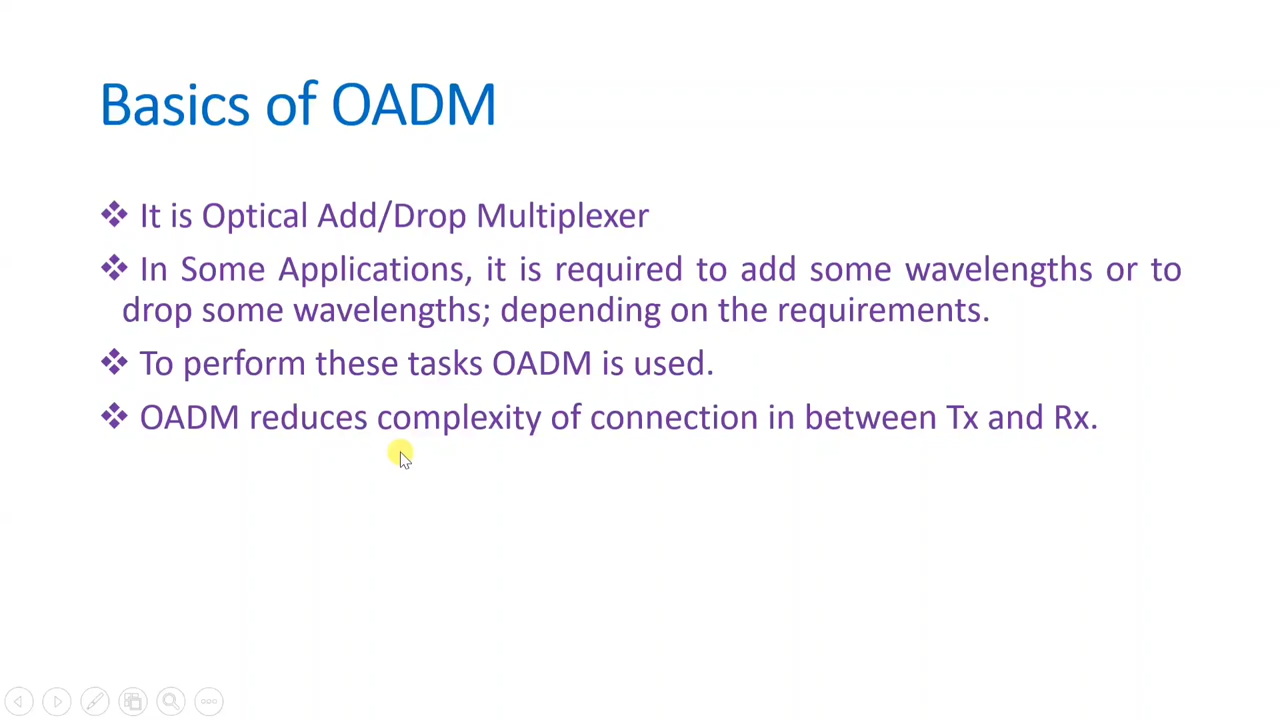 Basics of OADM
❖ It is Optical Add/Drop Multiplexer
❖ In Some Applications, it is required to add some wavelengths or to
drop some wavelengths; depending on the requirements.
❖ To perform these tasks OADM is used.
❖ OADM reduces complexity of connection in between Tx and Rx.